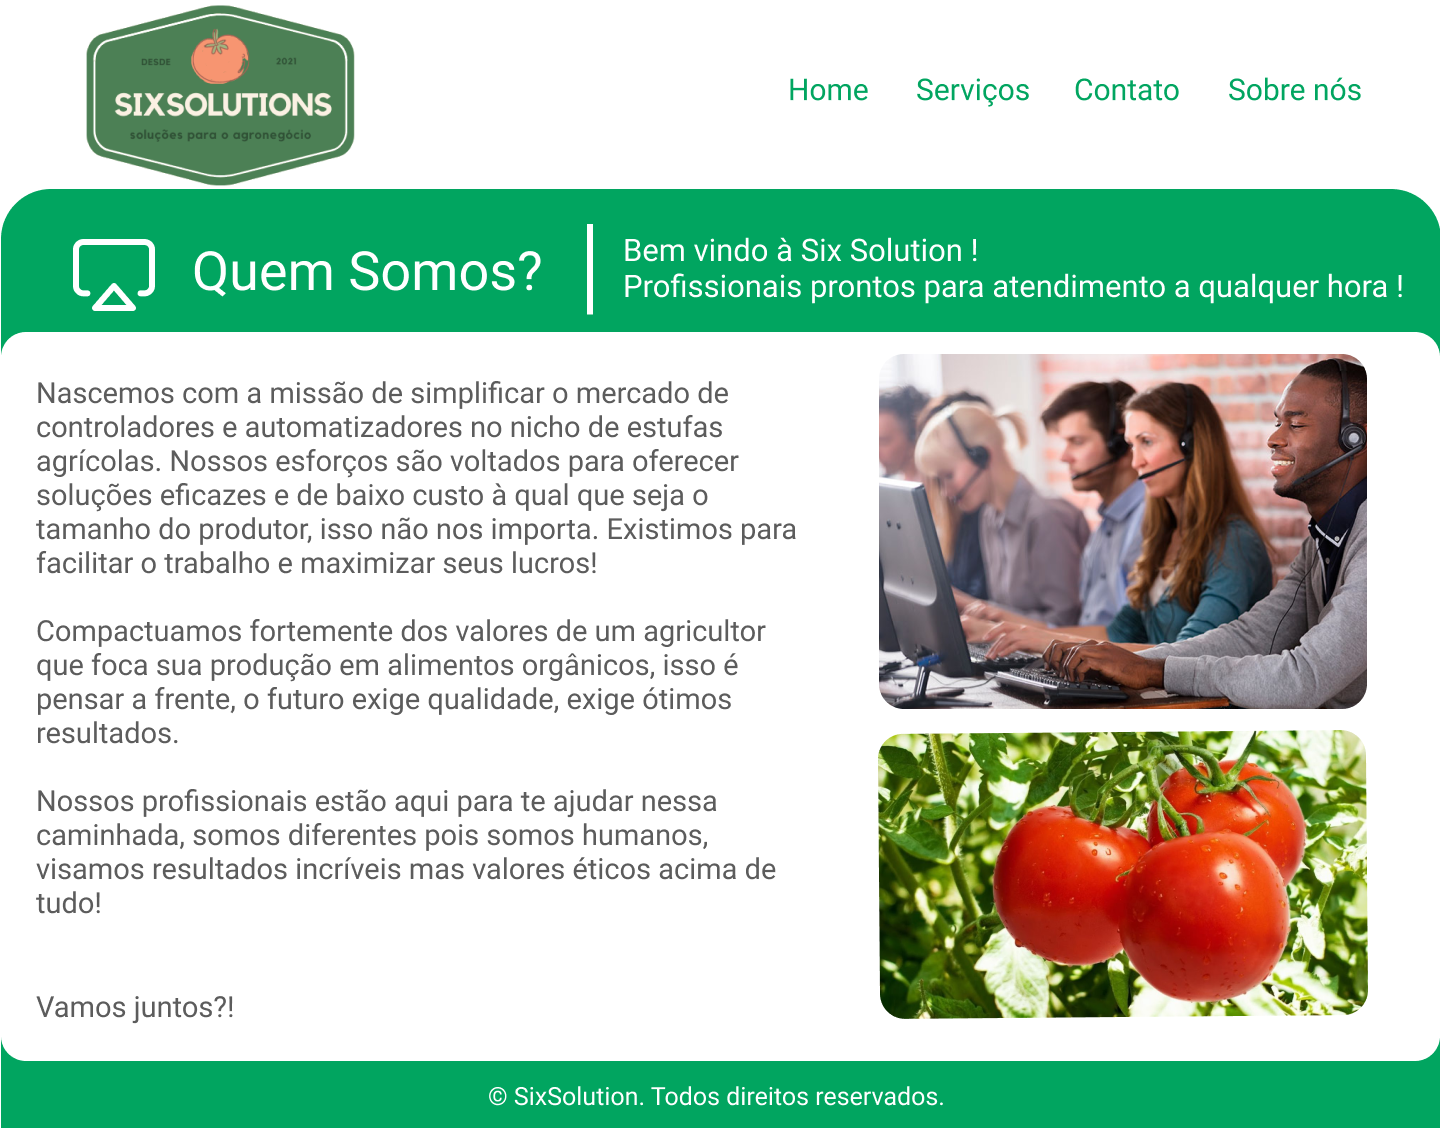 DESDE
2021
SIXSOLUTIONS
soluções para o agronegócio
Home
Serviços
Contato
Sobre nós
Quem Somos?
Bem vindo à Six Solution !
Profissionais prontos para atendimento a qualquer hora !
Nascemos com a missão de simplificar o mercado de
controladores e automatizadores no nicho de estufas
agrícolas. Nossos esforços são voltados para oferecer
soluções eficazes e de baixo custo à qual que seja o
tamanho do produtor, isso não nos importa. Existimos para
facilitar o trabalho e maximizar seus lucros!
Compactuamos fortemente dos valores de um agricultor
que foca sua produção em alimentos orgânicos, isso é
pensar a frente, o futuro exige qualidade, exige ótimos
resultados.
Nossos profissionais estão aqui para te ajudar nessa
caminhada, somos diferentes pois somos humanos,
visamos resultados incríveis mas valores éticos acima de
tudo!
Vamos juntos?!
© SixSolution. Todos direitos reservados.